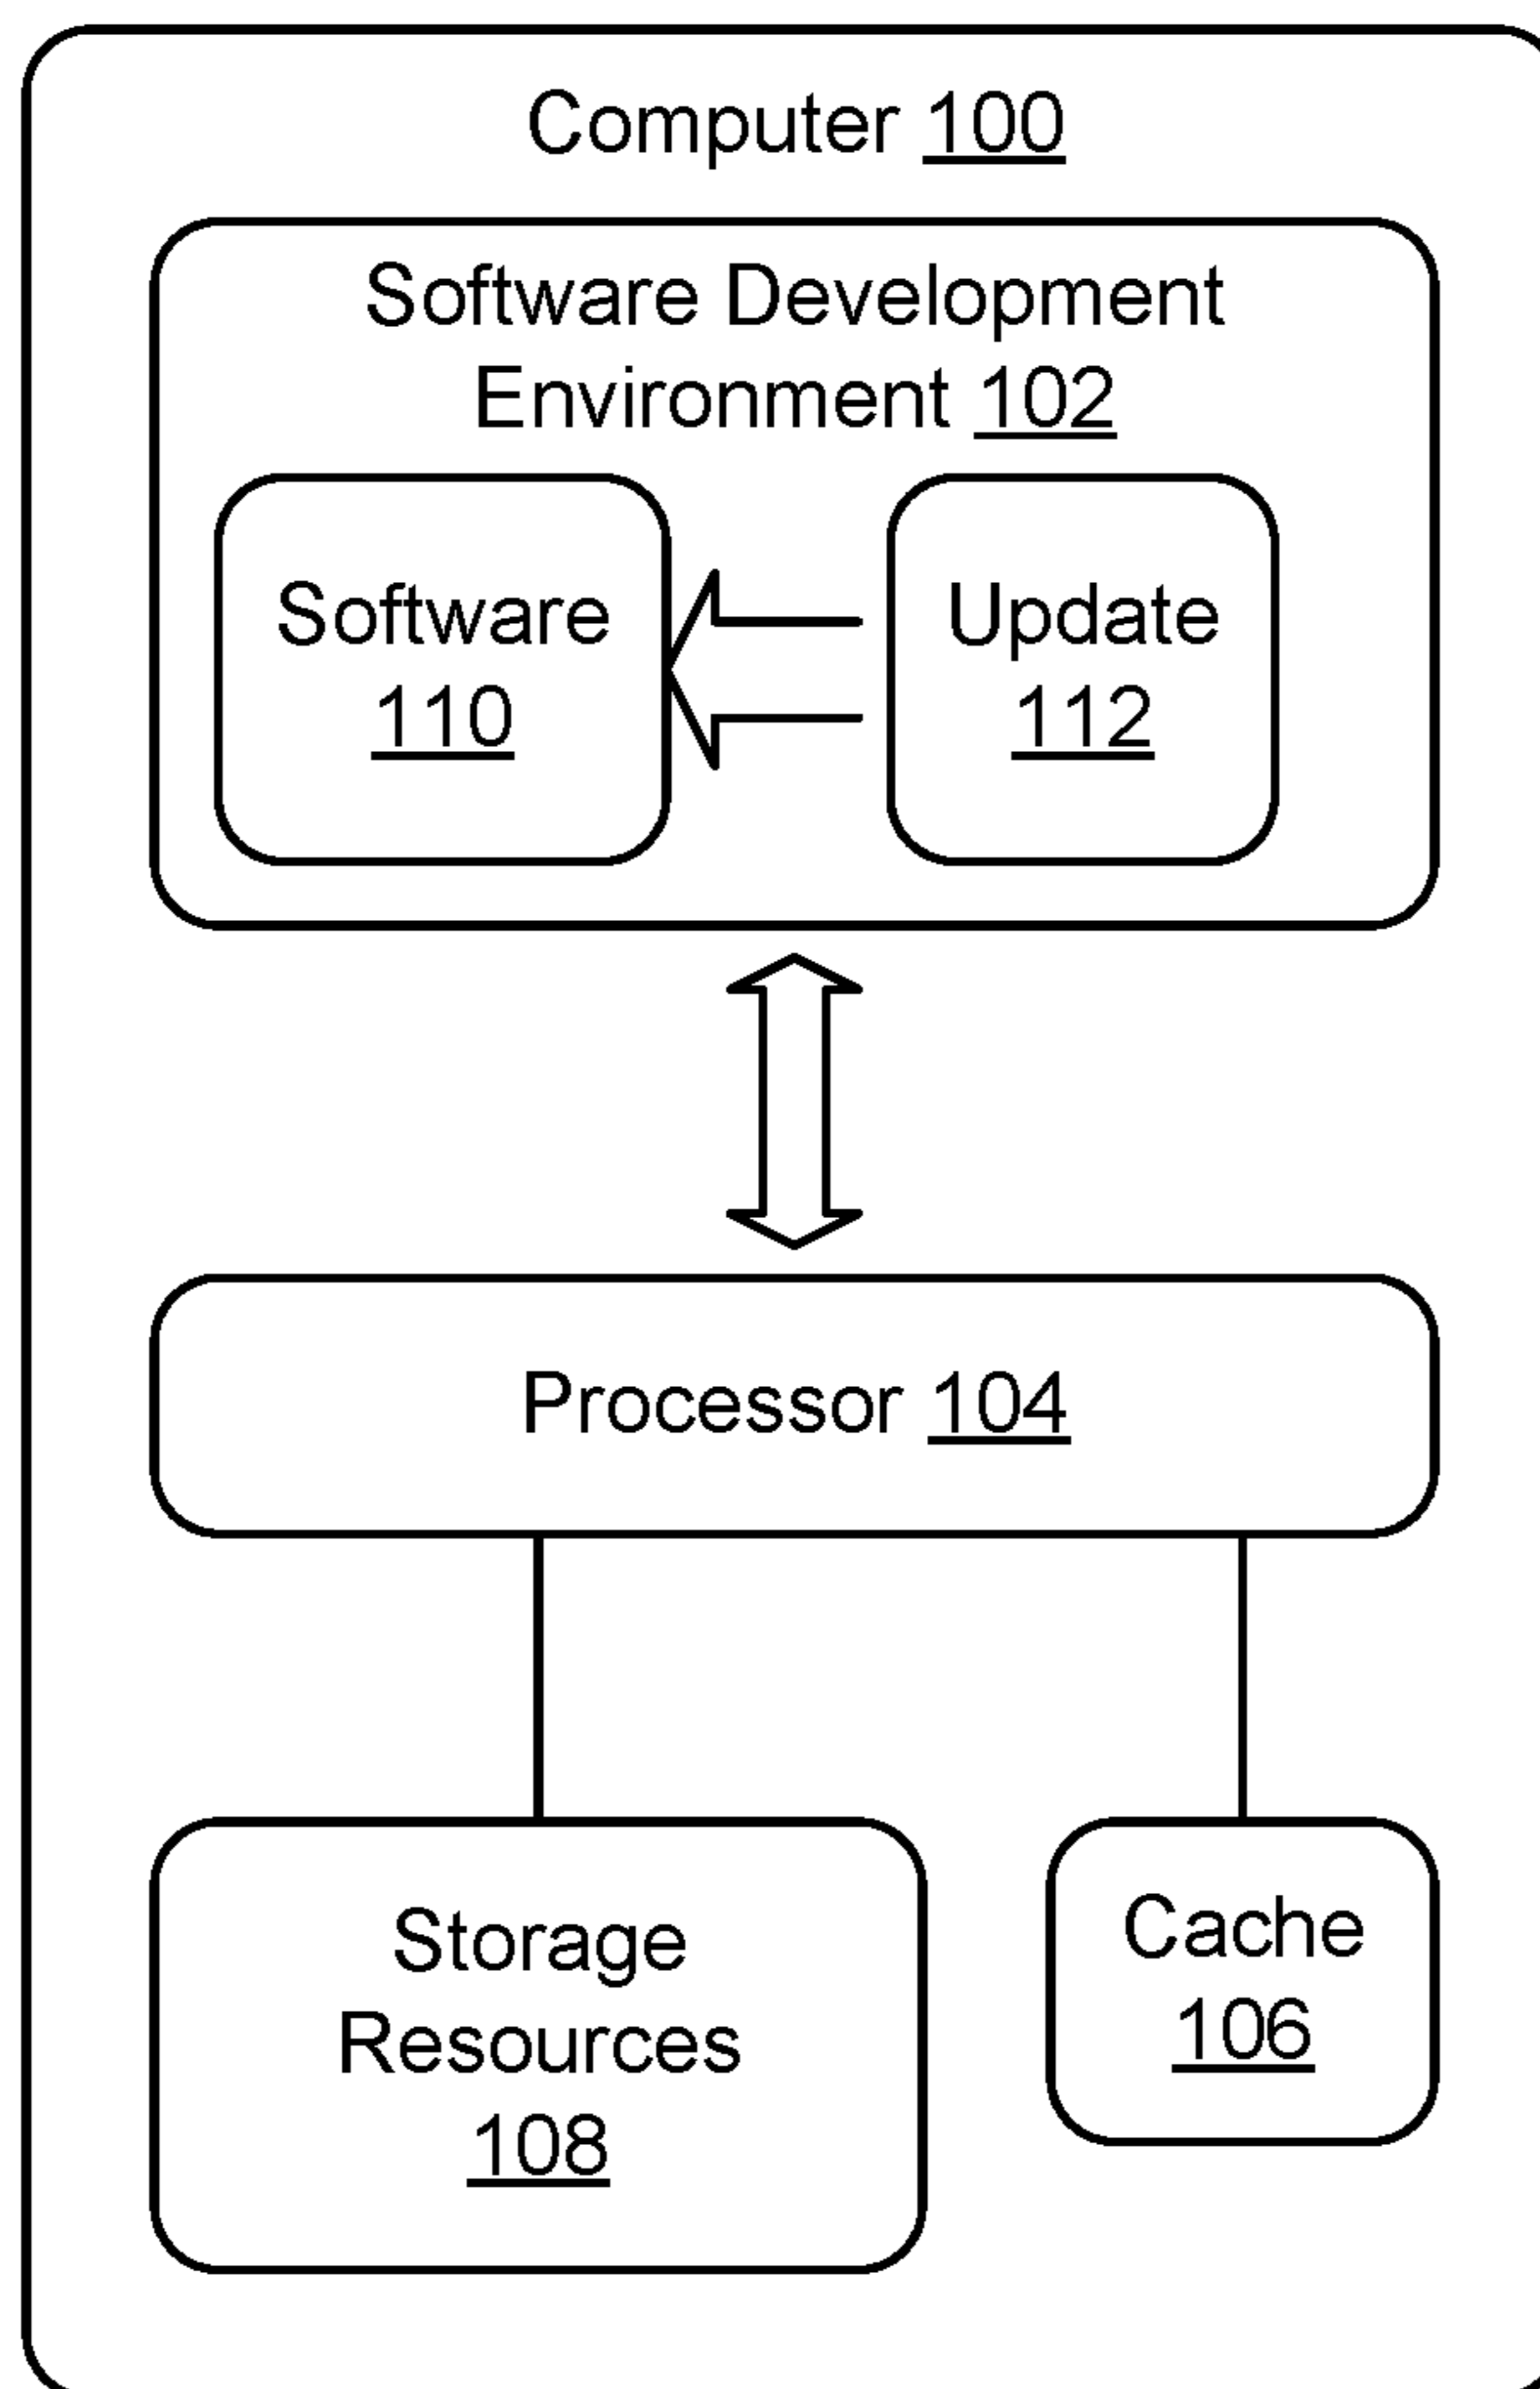 Computer 100
Software Development
Environment 102
Software
110
Update
112
Processor 104
Storage
Resources
108
Cache
106